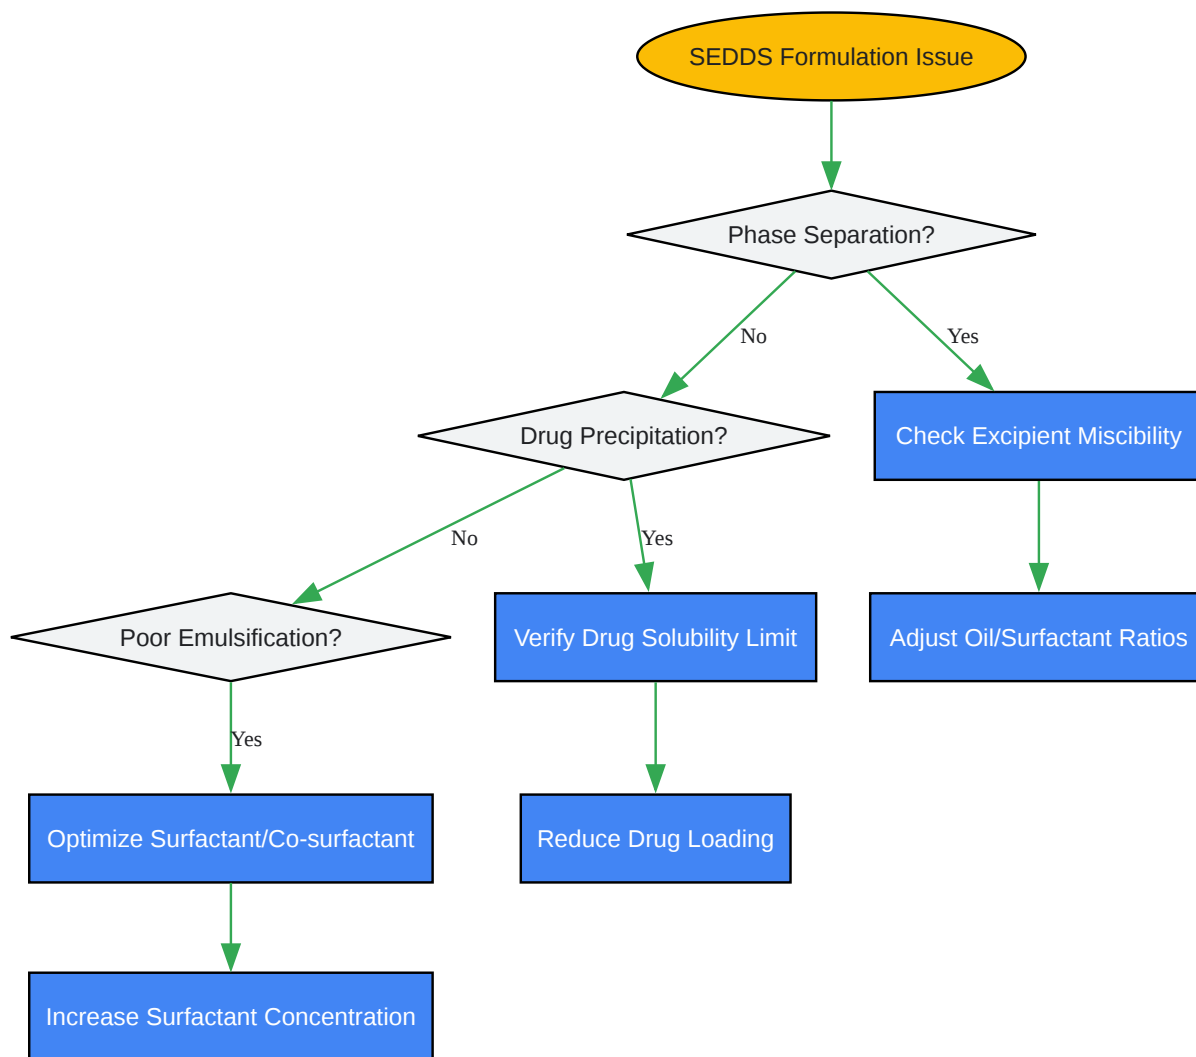 SEDDS Formulation Issue
Phase Separation?
No
Yes
Drug Precipitation?
Check Excipient Miscibility
No
Yes
Poor Emulsification?
Verify Drug Solubility Limit
Adjust Oil/Surfactant Ratios
Yes
Optimize Surfactant/Co-surfactant
Reduce Drug Loading
Increase Surfactant Concentration